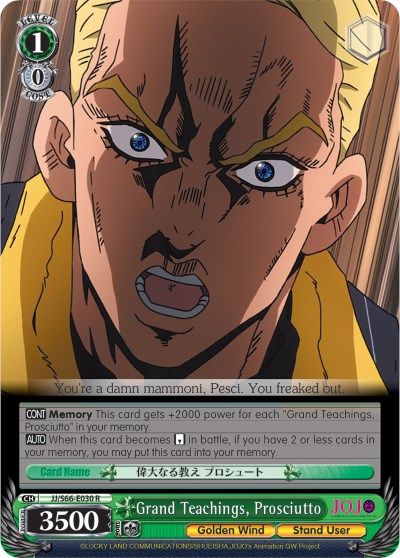 LEVEL
1
0
COST
You're a damn mammoni, Pesci. You freaked out.
CONT Memory This card gets +2000 power for each "Grand Teachings,
Prosciutto" in your memory.
AUTO When this card becomes in battle, if you have 2 or less cards in
your memory, you may put this card into your memory.
Card Name 偉大なる教え プロシュート
CH JJ/S66-E030 R
Grand Teachings, Prosciutto
JOJO
POWER 3500 SOUL
Golden Wind Stand User
©LUCKY LAND COMMUNICATIONS/SHUEISHA,JOJO's Animation GW Project